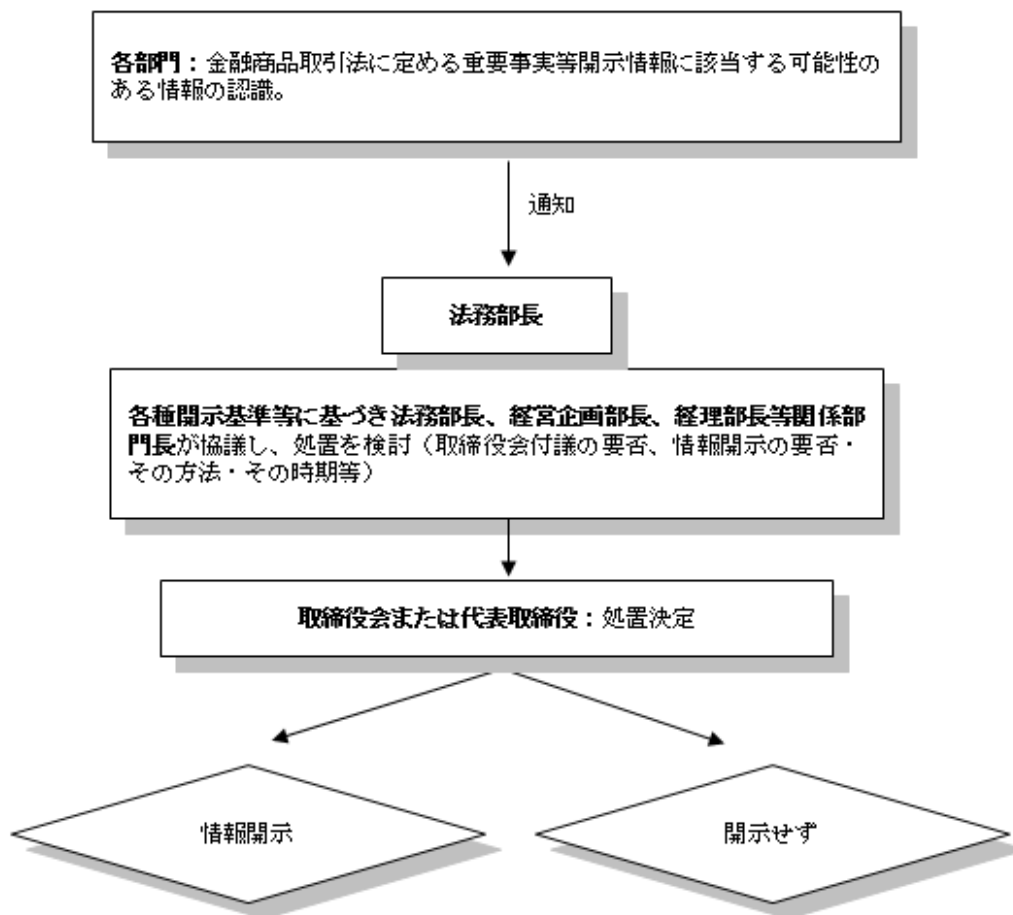 各部門：金融商品取引法に定める重要事実等開示情報に該当する可能性の
ある情報の認識。
通知
法務部長
各種開示基準等に基づき法務部長、経営企画部長、経理部長等関係部
門長が協議し、処置を検討（取締役会付議の要否、情報開示の要否・
その方法・その時期等）
取締役会または代表取締役：処置決定
情報開示
開示せず